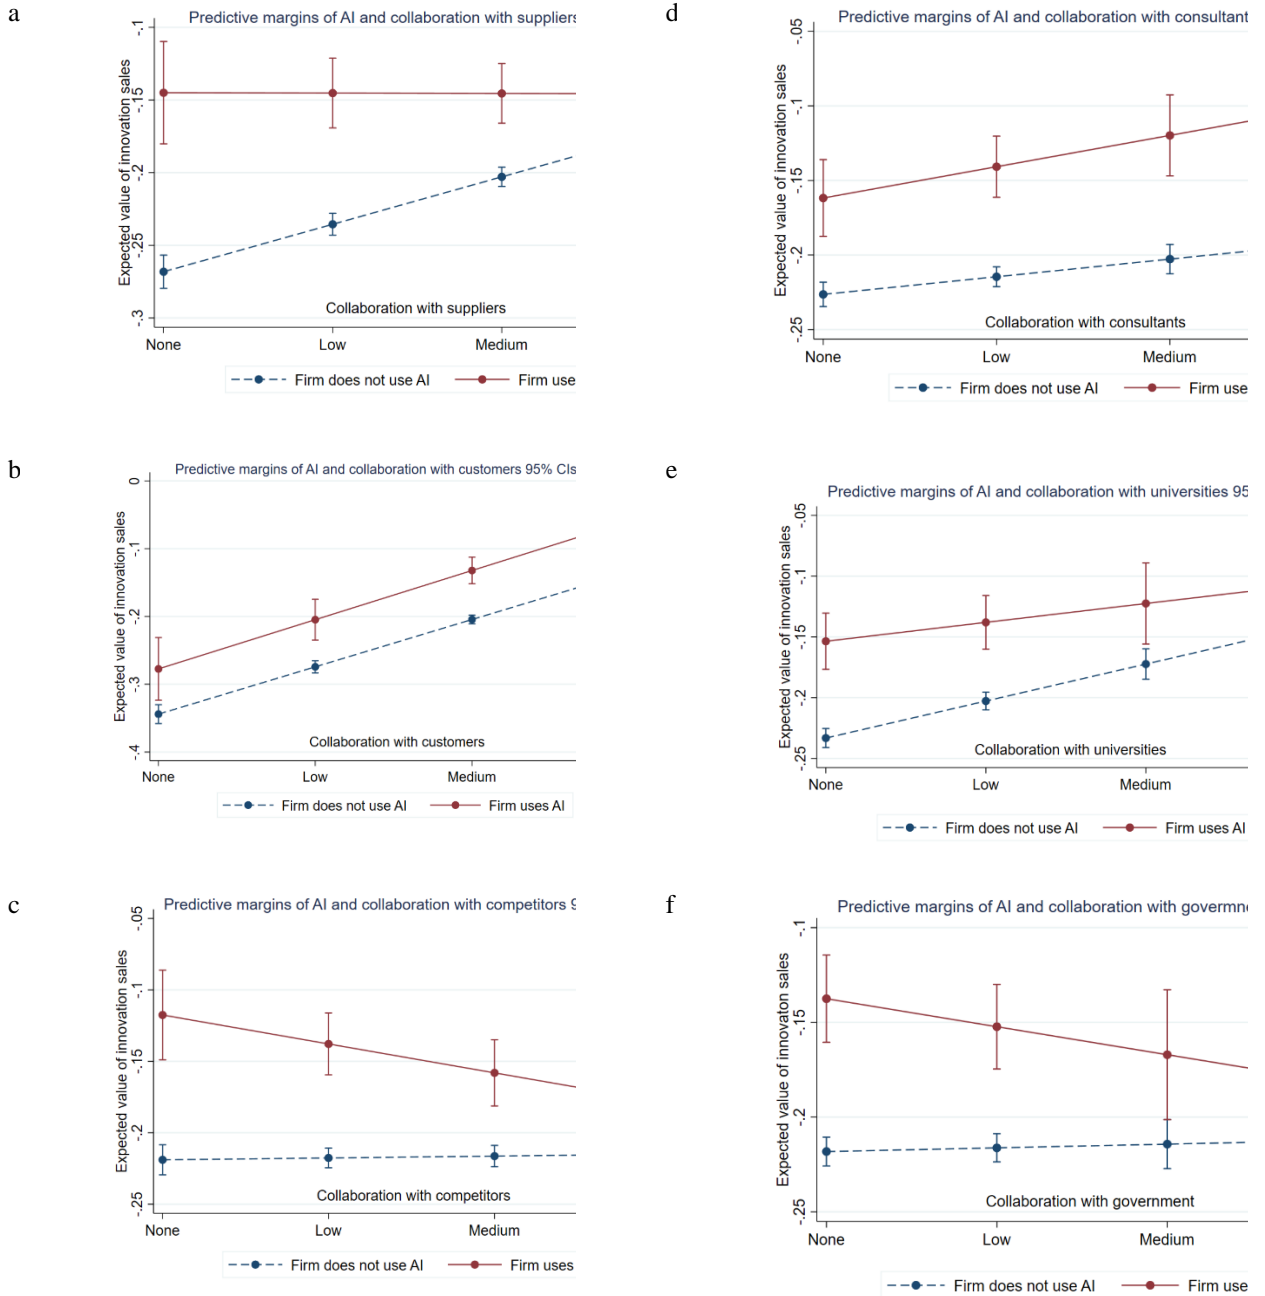 a
Predictive margins of AI and collaboration with suppliers
Expected value of innovation sales
-.1
-.15
-.2
-.25
-.3
Collaboration with suppliers
None Low Medium
Firm does not use AI Firm use
b
Predictive margins of AI and collaboration with customers 95% CIs
Expected value of innovation sales
0
-.1
-.2
-.3
-.4
Collaboration with customers
None Low Medium
Firm does not use AI Firm uses AI
c
Predictive margins of AI and collaboration with competitors 9
Expected value of innovation sales
-.05
-.1
-.15
-.2
-.25
Collaboration with competitors
None Low Medium
Firm does not use AI Firm uses
d
Predictive margins of AI and collaboration with consultant
Expected value of innovation sales
-.05
-.1
-.15
-.2
-.25
Collaboration with consultants
None Low Medium
Firm does not use AI Firm use
e
Predictive margins of AI and collaboration with universities 95
Expected value of innovation sales
-.05
-.1
-.15
-.2
-.25
Collaboration with universities
None Low Medium
Firm does not use AI Firm uses AI
f
Predictive margins of AI and collaboration with governme
Expected value of innovaton sales
-.1
-.15
-.2
-.25
Collaboration with government
None Low Medium
Firm does not use AI Firm use